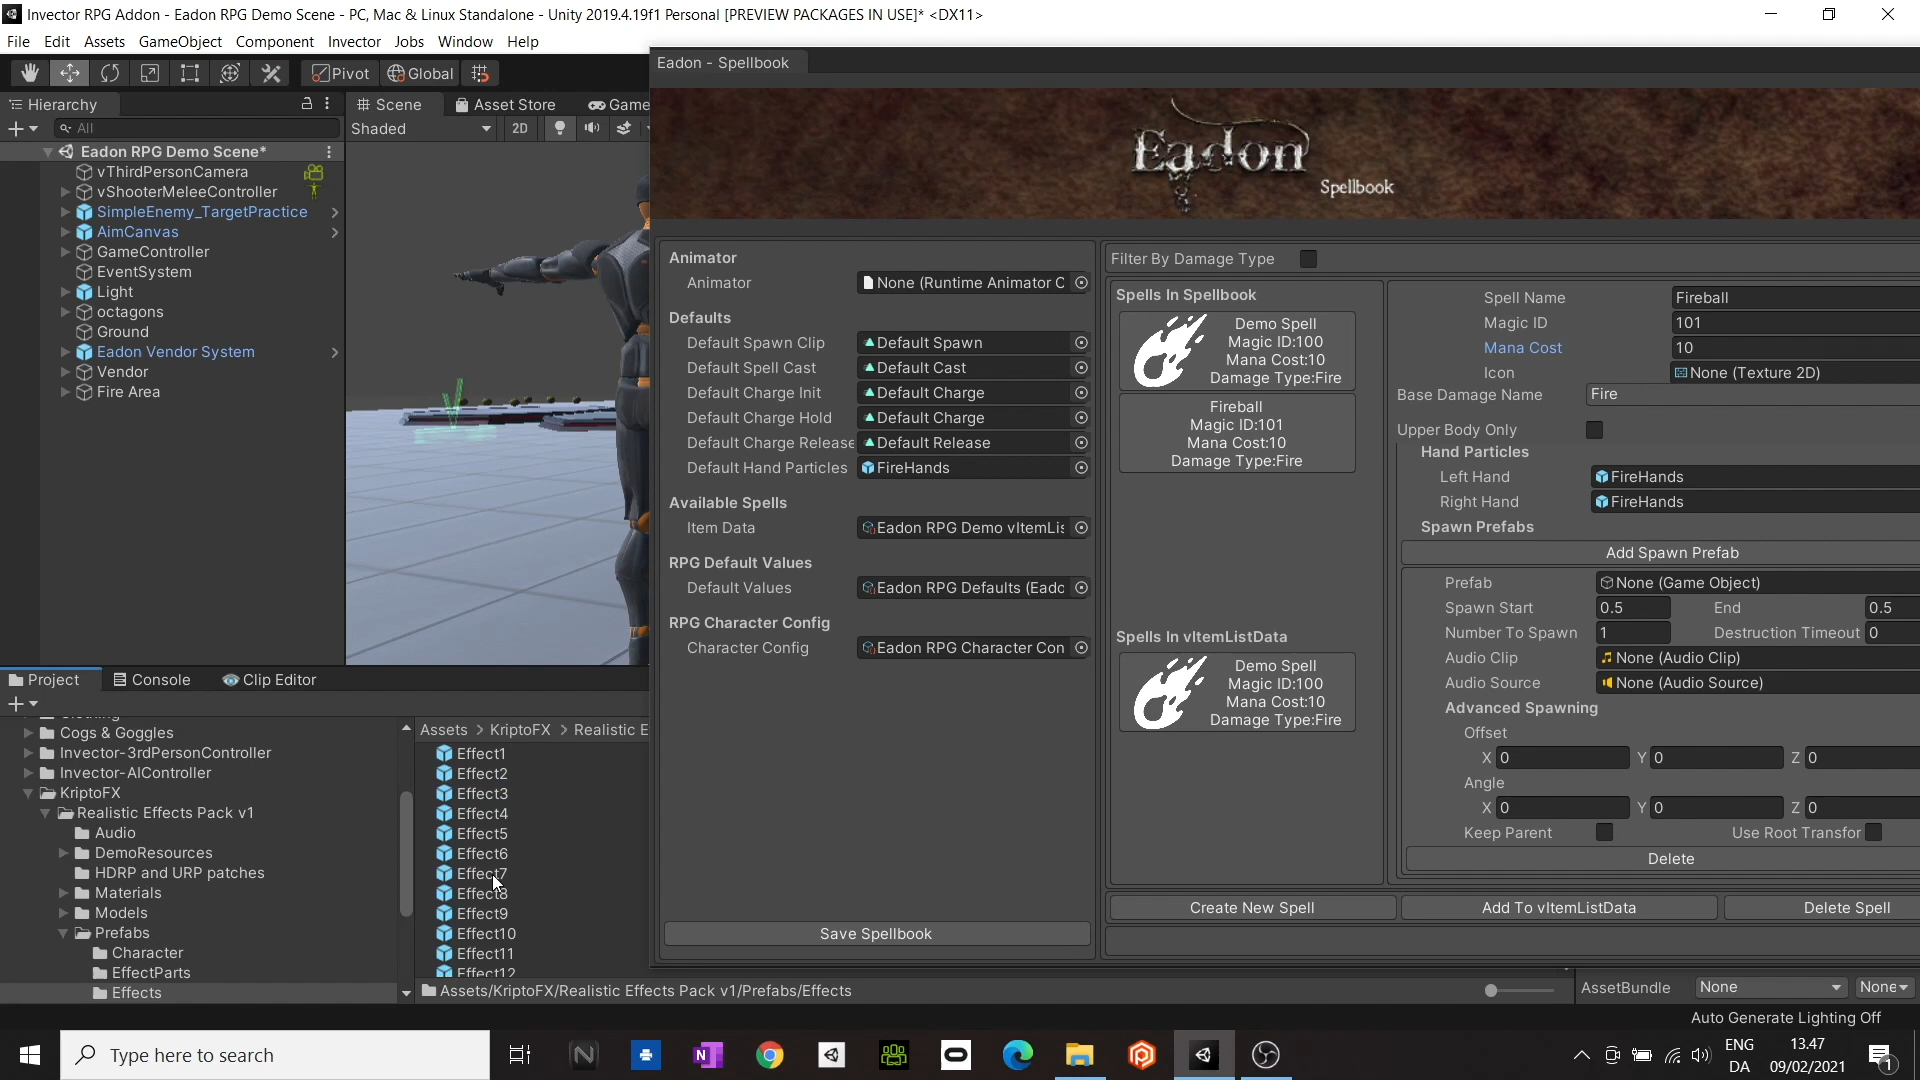 Invector RPG Addon - Eadon RPG Demo Scene - PC, Mac & Linux Standalone - Unity 2019.4.19f1 Personal [PREVIEW PACKAGES IN USE]* <DX11>
File Edit Assets GameObject Component Invector Jobs Window Help
Pivot Global
Hierarchy
All
Eadon RPG Demo Scene*
vThirdPersonCamera
vShooterMeleeController
SimpleEnemy_TargetPractice
AimCanvas
GameController
EventSystem
Light
octagons
Ground
Eadon Vendor System
Vendor
Fire Area
Scene Asset Store Game
Shaded 2D
Eadon - Spellbook
Eadon
Spellbook
Animator
Animator None (Runtime Animator C
Defaults
Default Spawn Clip Default Spawn
Default Spell Cast Default Cast
Default Charge Init Default Charge
Default Charge Hold Default Charge
Default Charge Release Default Release
Default Hand Particles FireHands
Available Spells
Item Data Eadon RPG Demo vItemLis
RPG Default Values
Default Values Eadon RPG Defaults (Eado
RPG Character Config
Character Config Eadon RPG Character Con
Save Spellbook
Filter By Damage Type
Spells In Spellbook
Demo Spell
Magic ID:100
Mana Cost:10
Damage Type:Fire
Fireball
Magic ID:101
Mana Cost:10
Damage Type:Fire
Spells In vItemListData
Demo Spell
Magic ID:100
Mana Cost:10
Damage Type:Fire
Spell Name Fireball
Magic ID 101
Mana Cost 10
Icon None (Texture 2D)
Base Damage Name Fire
Upper Body Only
Hand Particles
Left Hand FireHands
Right Hand FireHands
Spawn Prefabs
Add Spawn Prefab
Prefab None (Game Object)
Spawn Start 0.5 End 0.5
Number To Spawn 1 Destruction Timeout 0
Audio Clip None (Audio Clip)
Audio Source None (Audio Source)
Advanced Spawning
Offset
X 0 Y 0 Z 0
Angle
X 0 Y 0 Z 0
Keep Parent Use Root Transfor
Delete
Create New Spell Add To vItemListData Delete Spell
Project Console Clip Editor
Cogs & Goggles
Invector-3rdPersonController
Invector-AIController
KriptoFX
Realistic Effects Pack v1
Audio
DemoResources
HDRP and URP patches
Materials
Models
Prefabs
Character
EffectParts
Effects
Assets > KriptoFX > Realistic E
Effect1
Effect2
Effect3
Effect4
Effect5
Effect6
Effect7
Effect8
Effect9
Effect10
Effect11
Effect12
Assets/KriptoFX/Realistic Effects Pack v1/Prefabs/Effects
AssetBundle None None
Auto Generate Lighting Off
Type here to search
ENG
DA
13.47
09/02/2021
1